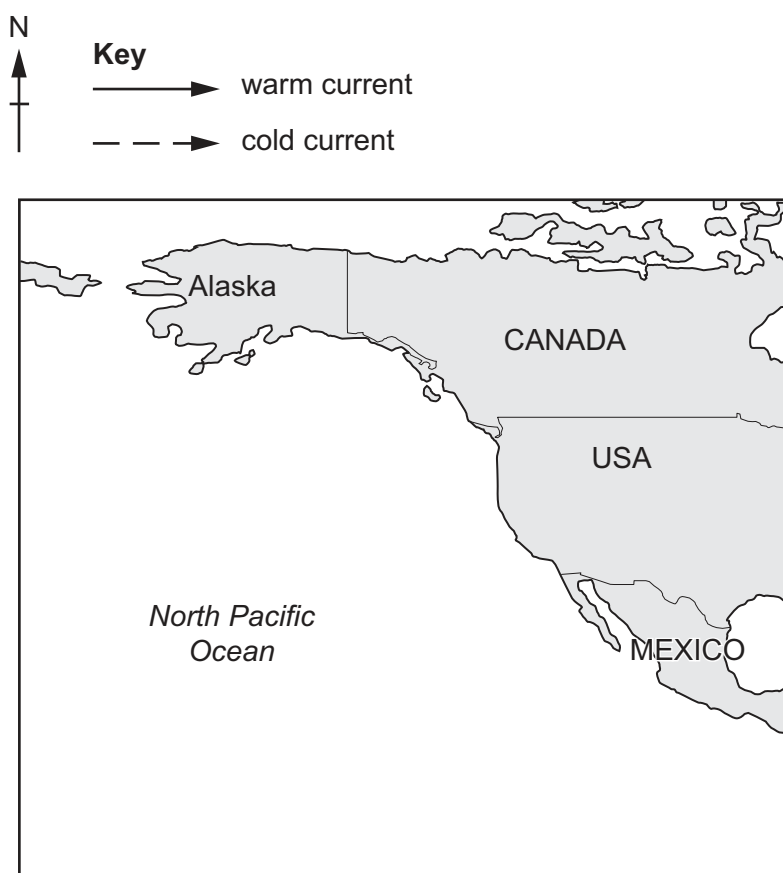 N
Key
warm current
cold current
Alaska
CANADA
USA
North Pacific
Ocean
MEXICO